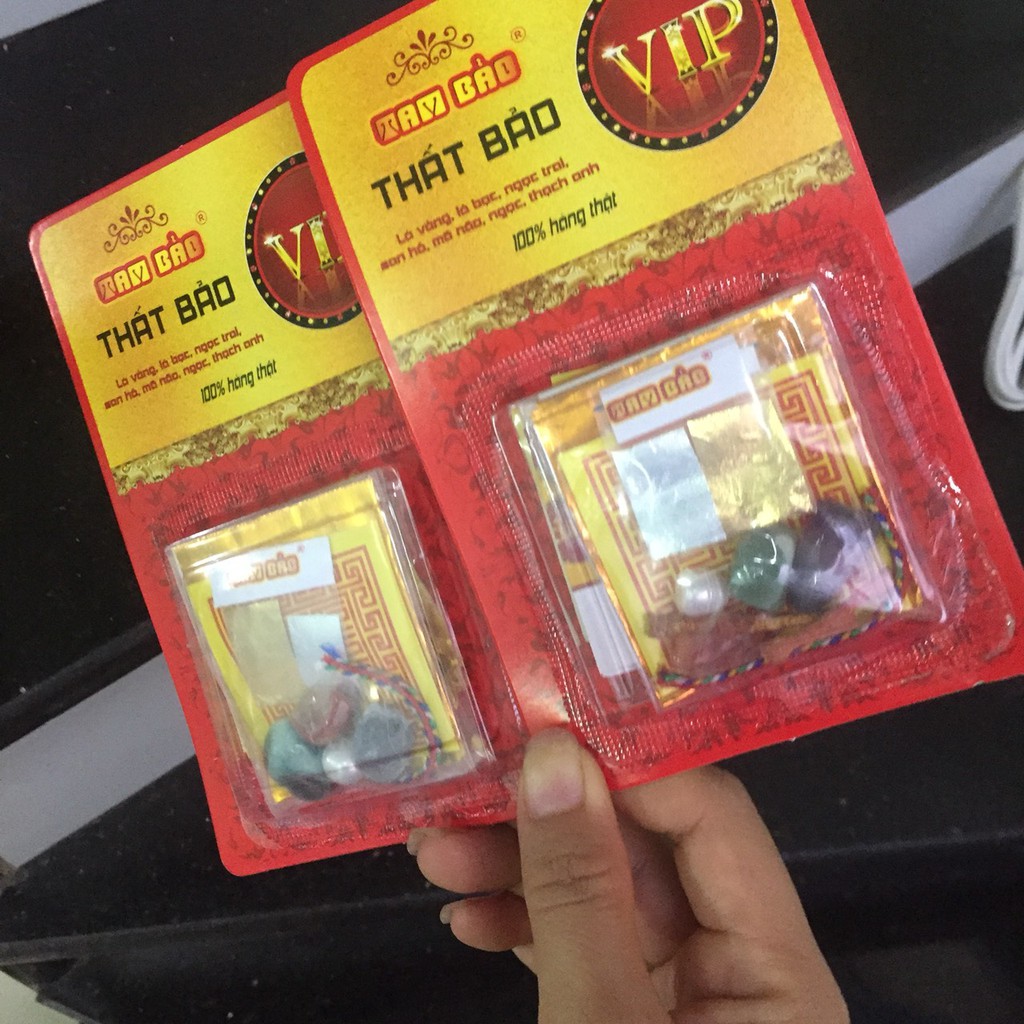 TAM BẢO ®
THẤT BẢO
Lá vàng, lá bạc, ngọc trai,
san hô, mã não, ngọc, thạch anh
100% hàng thật
VIP
TAM BẢO ®
TAM BẢO ®
THẤT BẢO
Lá vàng, lá bạc, ngọc trai,
san hô, mã não, ngọc, thạch anh
100% hàng thật
VIP
TAM BẢO ®